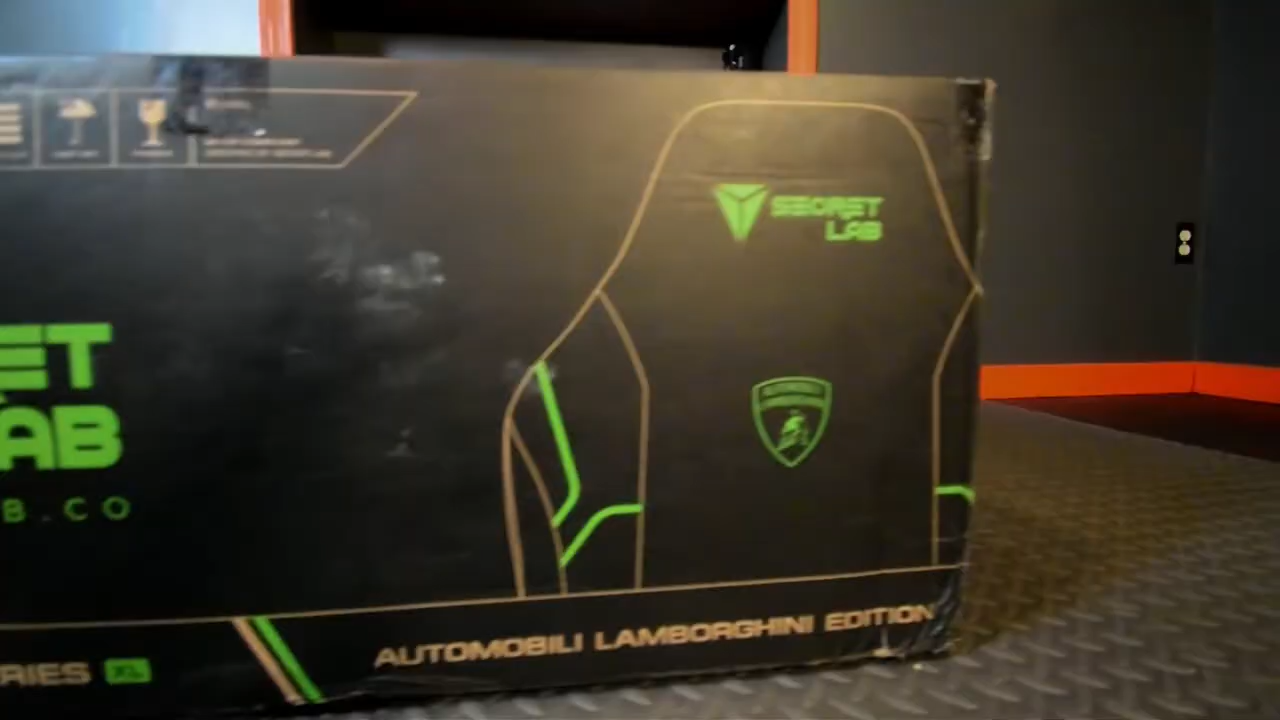 SECRET
LAB
ET
AB
B.CO
AUTOMOBILI LAMBORGHINI EDITION
RIES XL